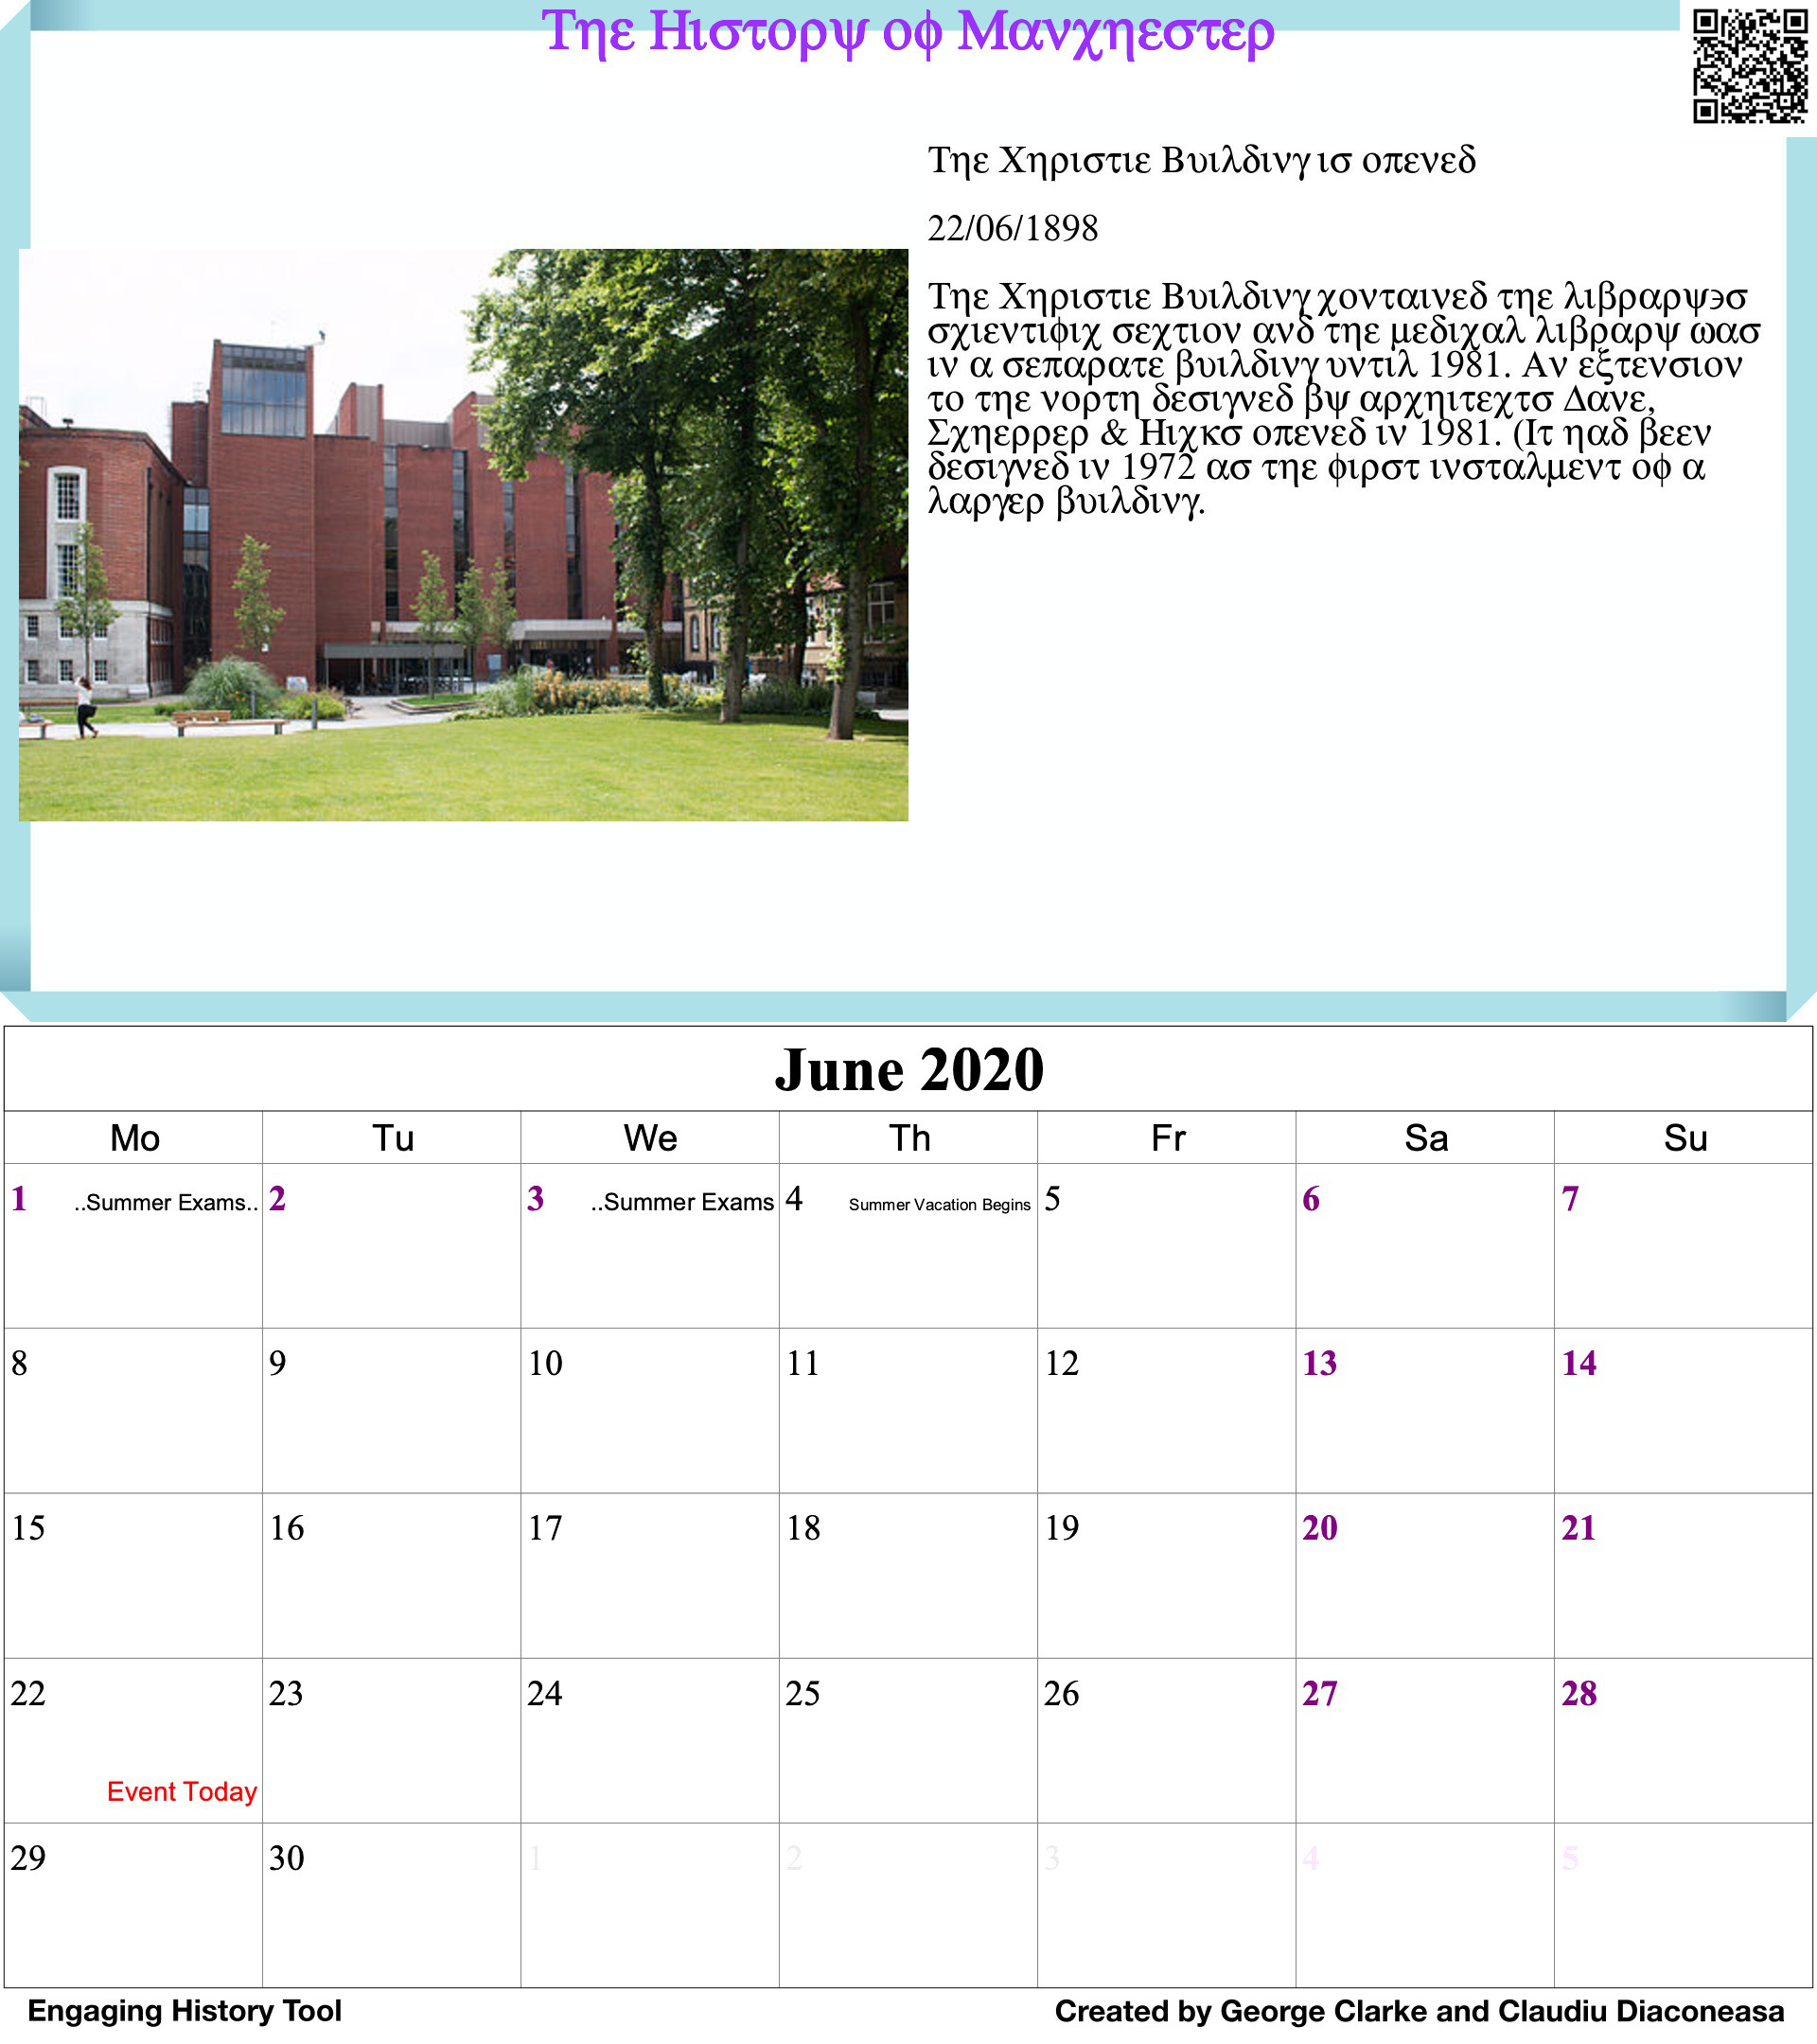 Τηε Ηιστορψ οφ Μανχηεστερ
Τηε Χηριστιε Βυιλδινγ ισ οπενεδ
22/06/1898
Τηε Χηριστιε Βυιλδινγ χονταινεδ τηε λιβραρψ϶σ
σχιεντιφιχ σεχτιον ανδ τηε μεδιχαλ λιβραρψ ωασ
ιν α σεπαρατε βυιλδινγ υντιλ 1981. Αν εξτενσιον
το τηε νορτη δεσιγνεδ βψ αρχηιτεχτσ Δανε,
Σχηερρερ & Ηιχκσ οπενεδ ιν 1981. (Ιτ ηαδ βεεν
δεσιγνεδ ιν 1972 ασ τηε φιρστ ινσταλμεντ οφ α
λαργερ βυιλδινγ.
June 2020
Mo Tu We Th Fr Sa Su
1 ..Summer Exams.. 2 3 ..Summer Exams 4 Summer Vacation Begins 5 6 7
8 9 10 11 12 13 14
15 16 17 18 19 20 21
22 23 24 25 26 27 28
Event Today
29 30 1 2 3 4 5
Engaging History Tool Created by George Clarke and Claudiu Diaconeasa